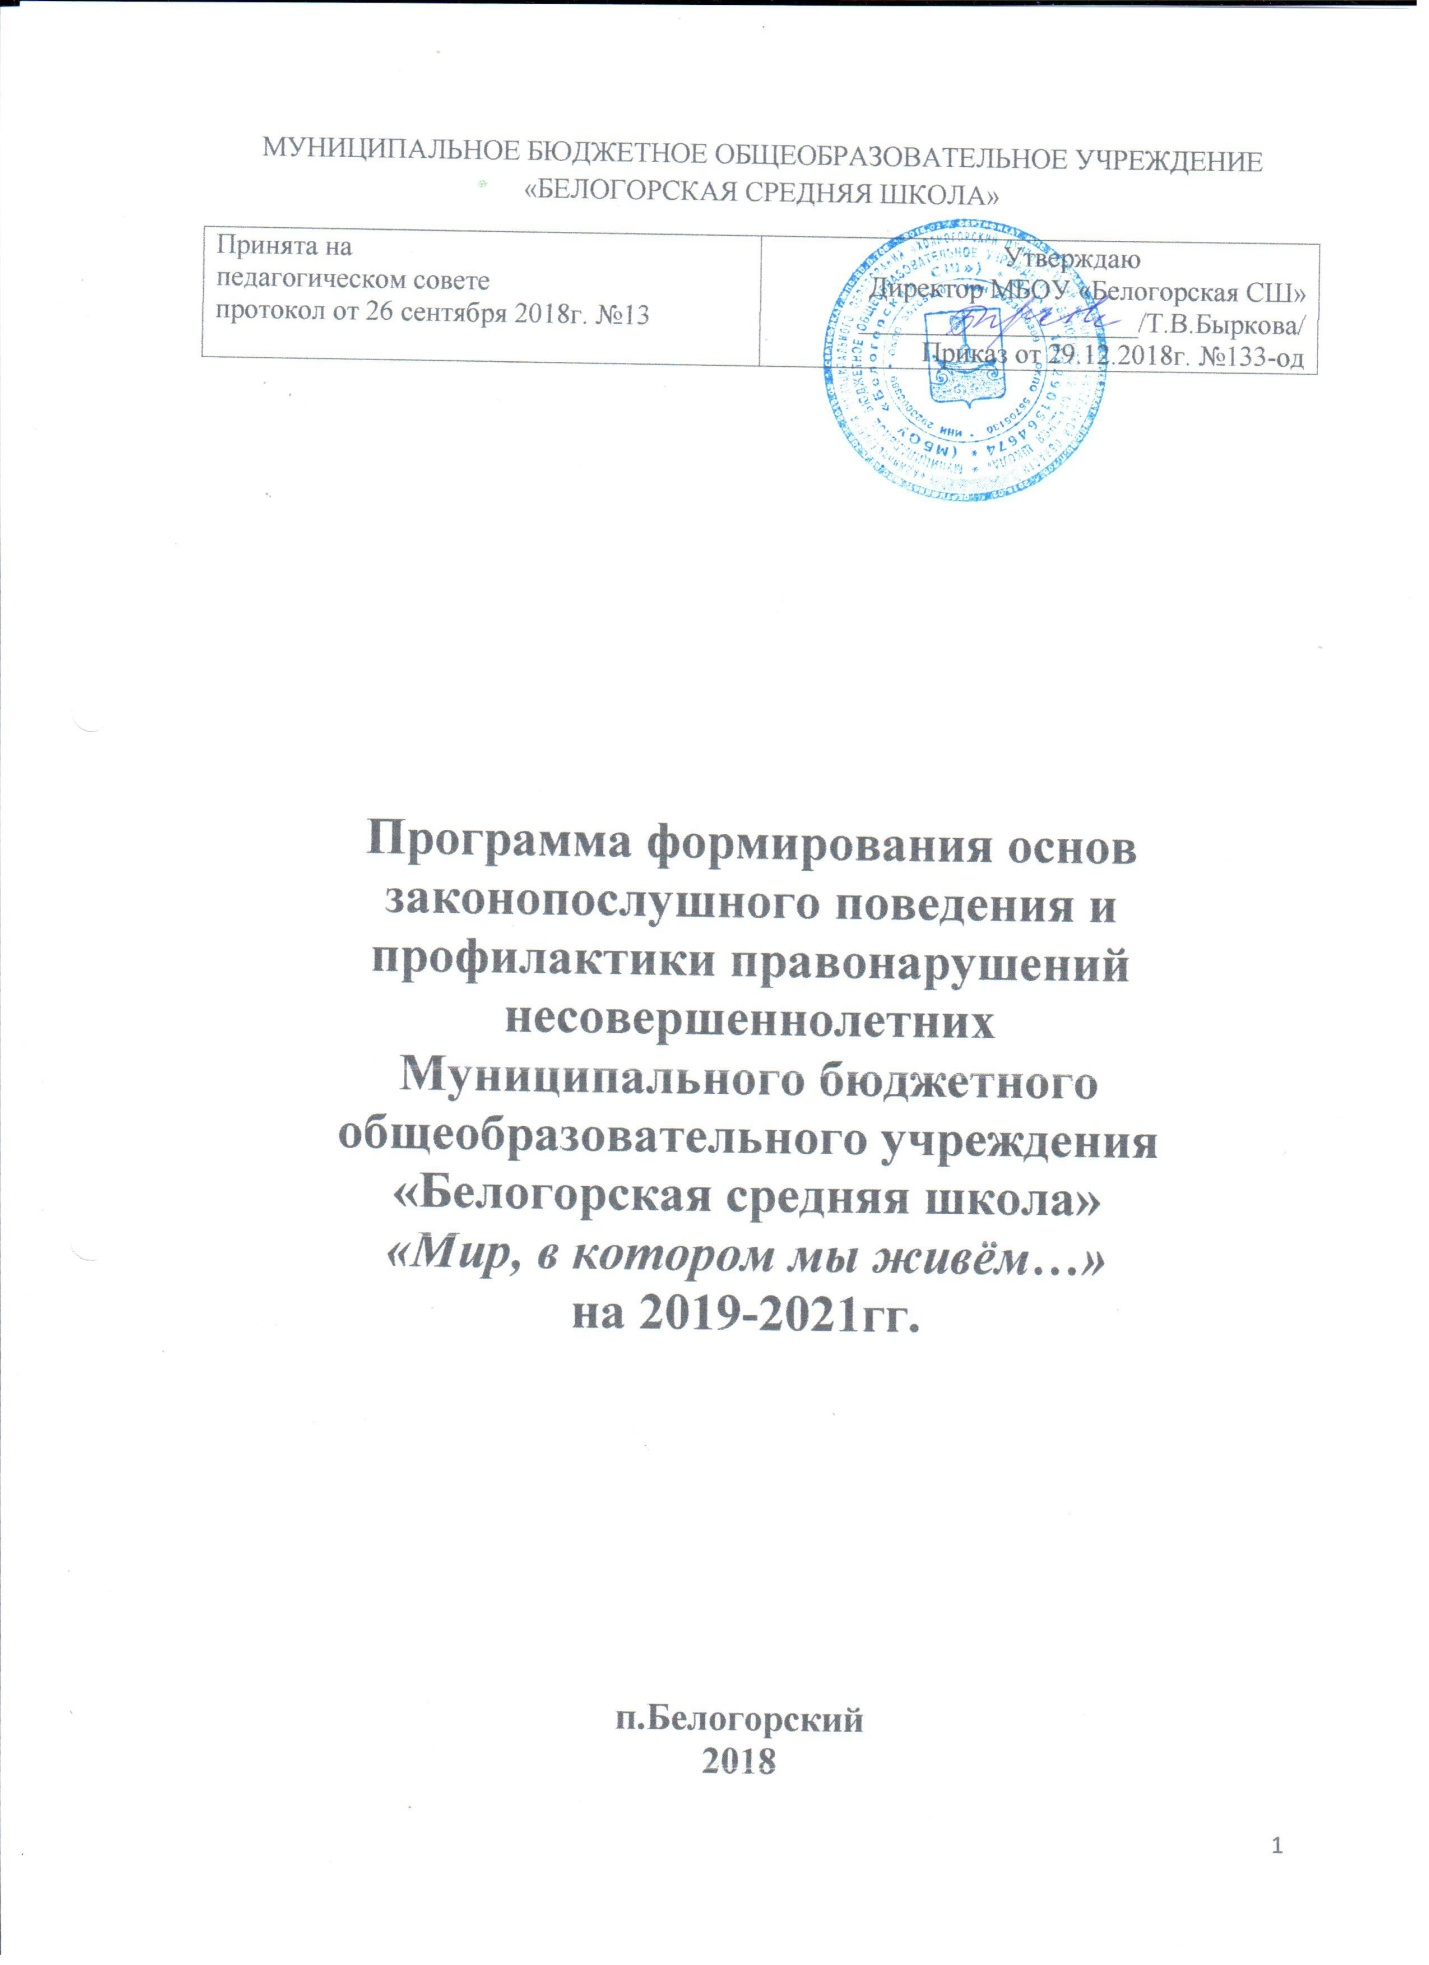 МУНИЦИПАЛЬНОЕ БЮДЖЕТНОЕ ОБЩЕОБРАЗОВАТЕЛЬНОЕ УЧРЕЖДЕНИЕ
«БЕЛОГОРСКАЯ СРЕДНЯЯ ШКОЛА»
Принята на
педагогическом совете
протокол от 26 сентября 2018г. №13
Утверждаю
Директор МБОУ «Белогорская СШ»
/Т.В.Быркова/
Приказ от 29.12.2018г. №133-од
Программа формирования основ
законопослушного поведения и
профилактики правонарушений
несовершеннолетних
Муниципального бюджетного
общеобразовательного учреждения
«Белогорская средняя школа»
«Мир, в котором мы живём…»
на 2019-2021гг.
п.Белогорский
2018
1